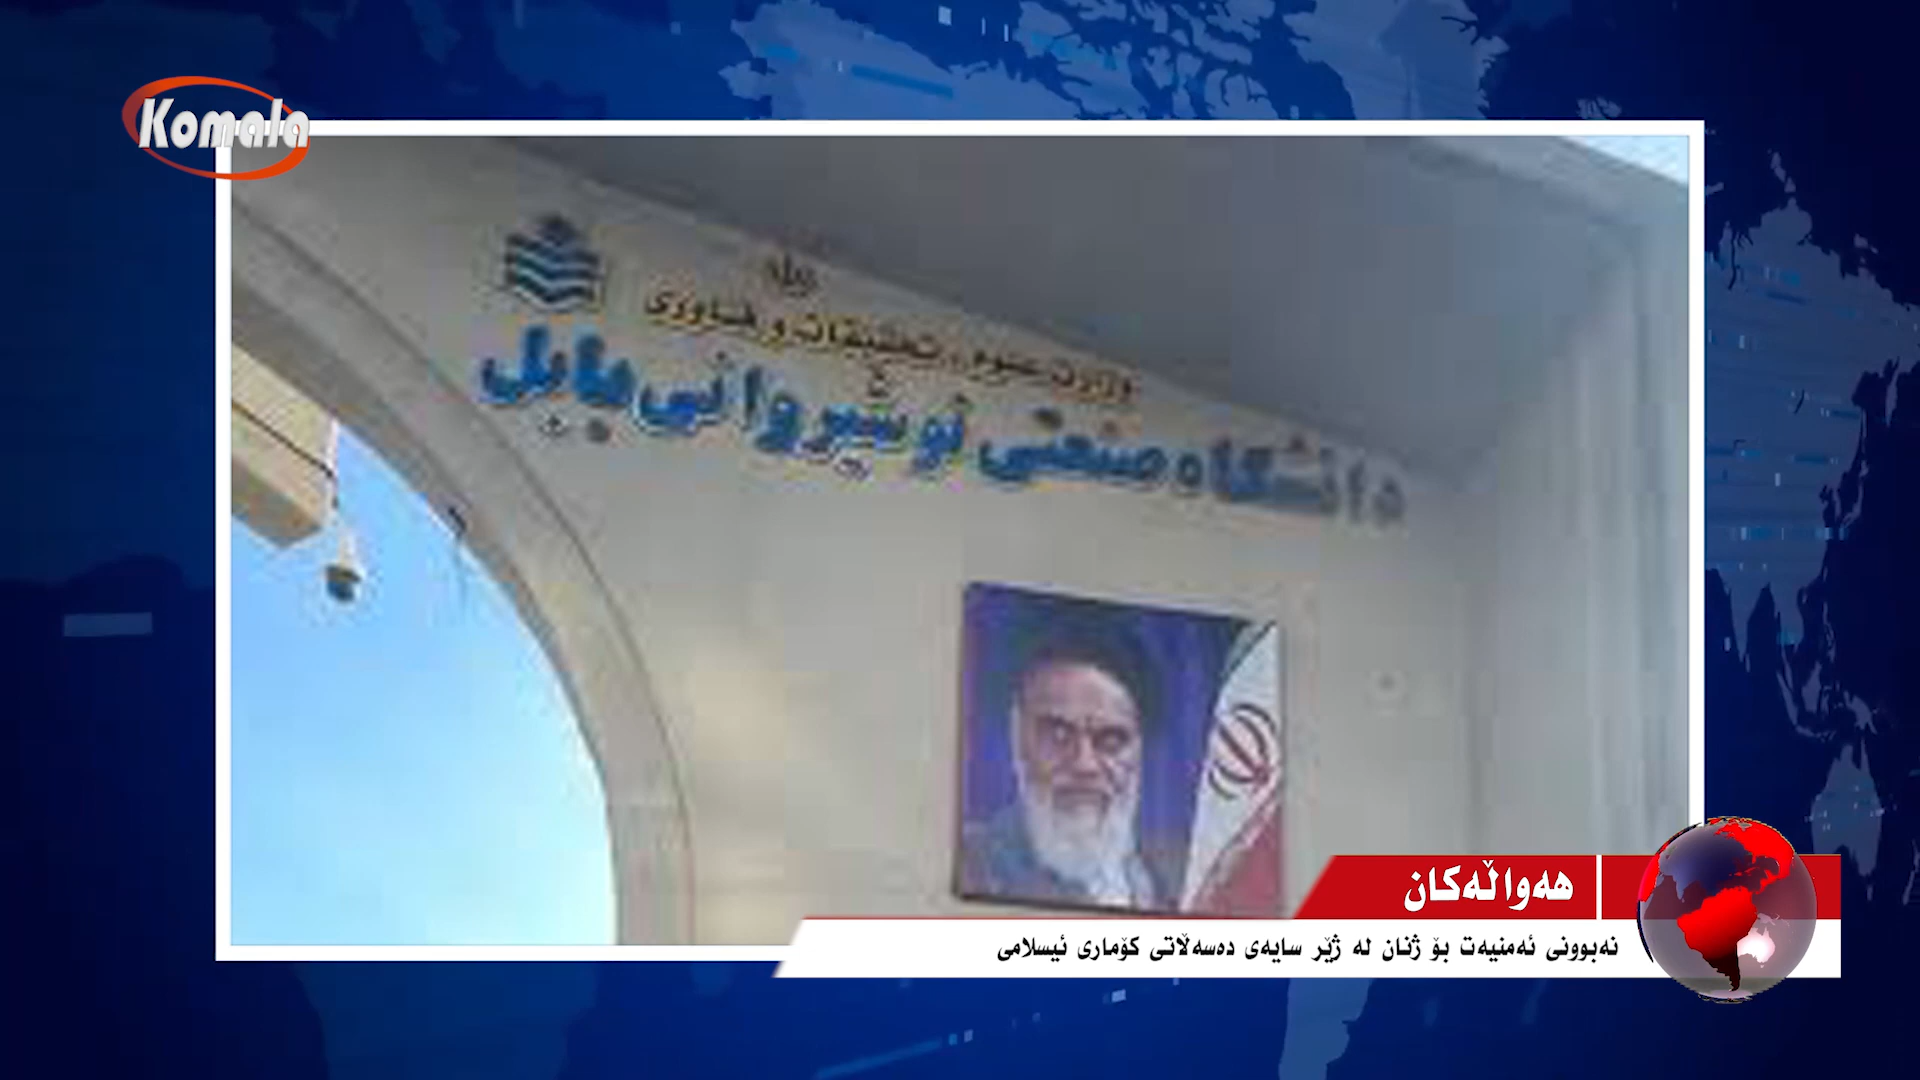 Komala
وزارت علوم، تحقیقات و فناوری
دانشگاه صنعتی نوشیروانی بابل
هەواڵەکان
نەبوونی ئەمنیەت بۆ ژنان لە ژێر سایەی دەسەڵاتی کۆماری ئیسلامی